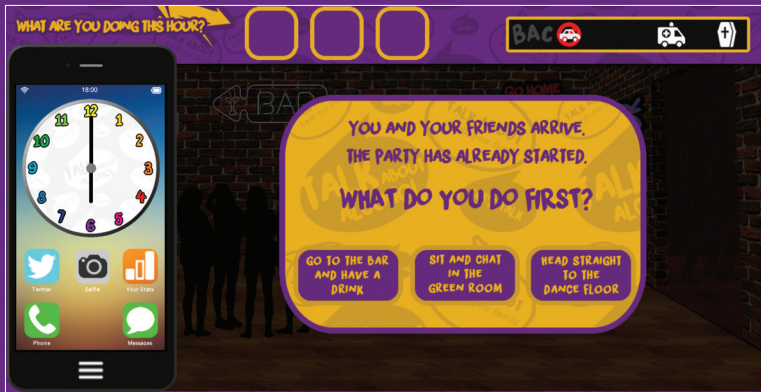 WHAT ARE YOU DOING THIS HOUR?
BAC
18:00
12
11
1
10
2
9
3
8
4
7
5
6
Twitter
Selfie
Your Stats
Phone
Messages
BAR
GO HOME
YOU AND YOUR FRIENDS ARRIVE.
THE PARTY HAS ALREADY STARTED.
WHAT DO YOU DO FIRST?
GO TO THE BAR
AND HAVE A
DRINK
SIT AND CHAT
IN THE
GREEN ROOM
HEAD STRAIGHT
TO THE
DANCE FLOOR
TALK
ABOUT
ALCOHOL